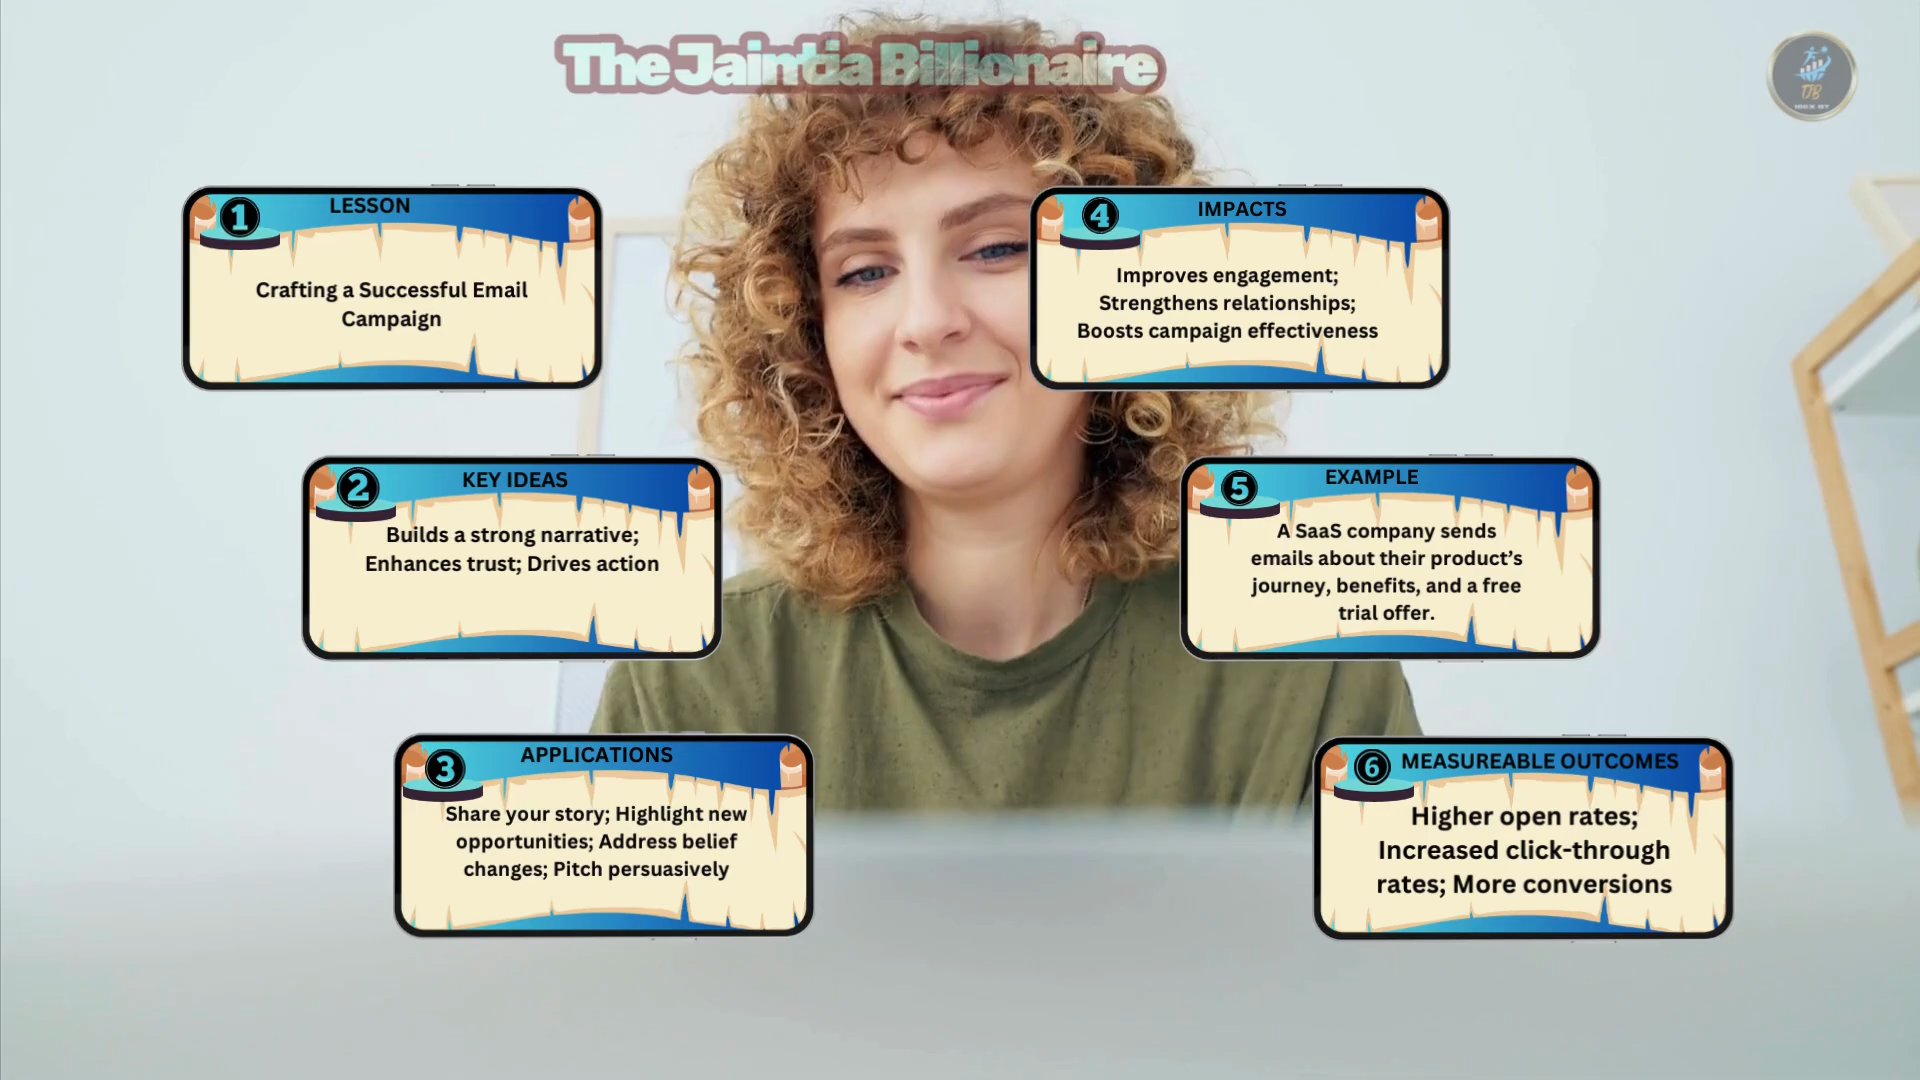 The Jaintia Billionaire
TJB
1
LESSON
Crafting a Successful Email
Campaign
2
KEY IDEAS
Builds a strong narrative;
Enhances trust; Drives action
3
APPLICATIONS
Share your story; Highlight new
opportunities; Address belief
changes; Pitch persuasively
4
IMPACTS
Improves engagement;
Strengthens relationships;
Boosts campaign effectiveness
5
EXAMPLE
A SaaS company sends
emails about their product’s
journey, benefits, and a free
trial offer.
6
MEASUREABLE OUTCOMES
Higher open rates;
Increased click-through
rates; More conversions